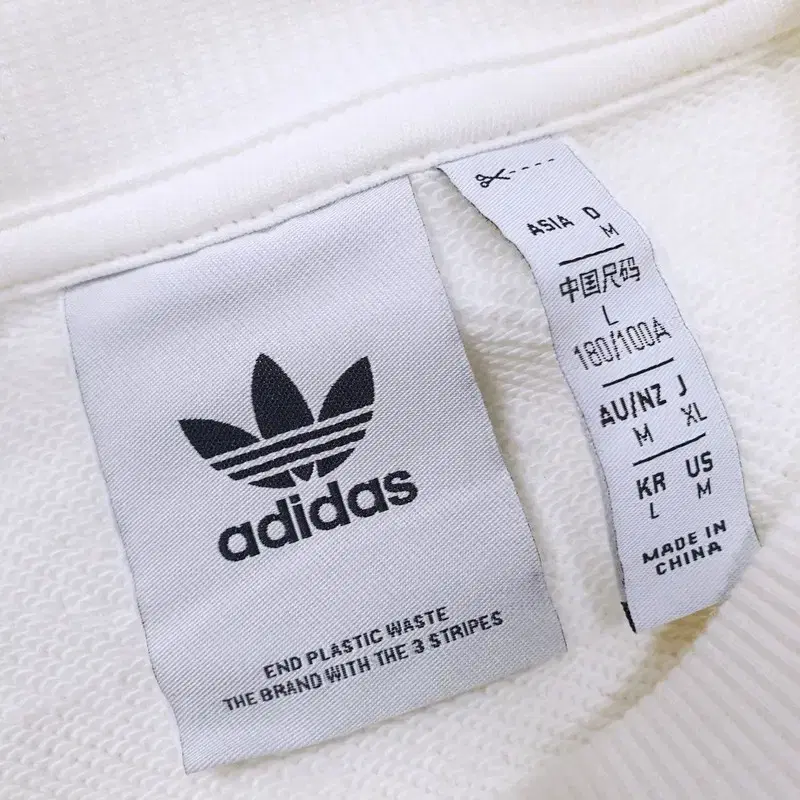 adidas
END PLASTIC WASTE
THE BRAND WITH THE 3 STRIPES
ASIA D
M
中国尺码
L
180/100A
AU/NZ J
M XL
KR US
L M
MADE IN
CHINA